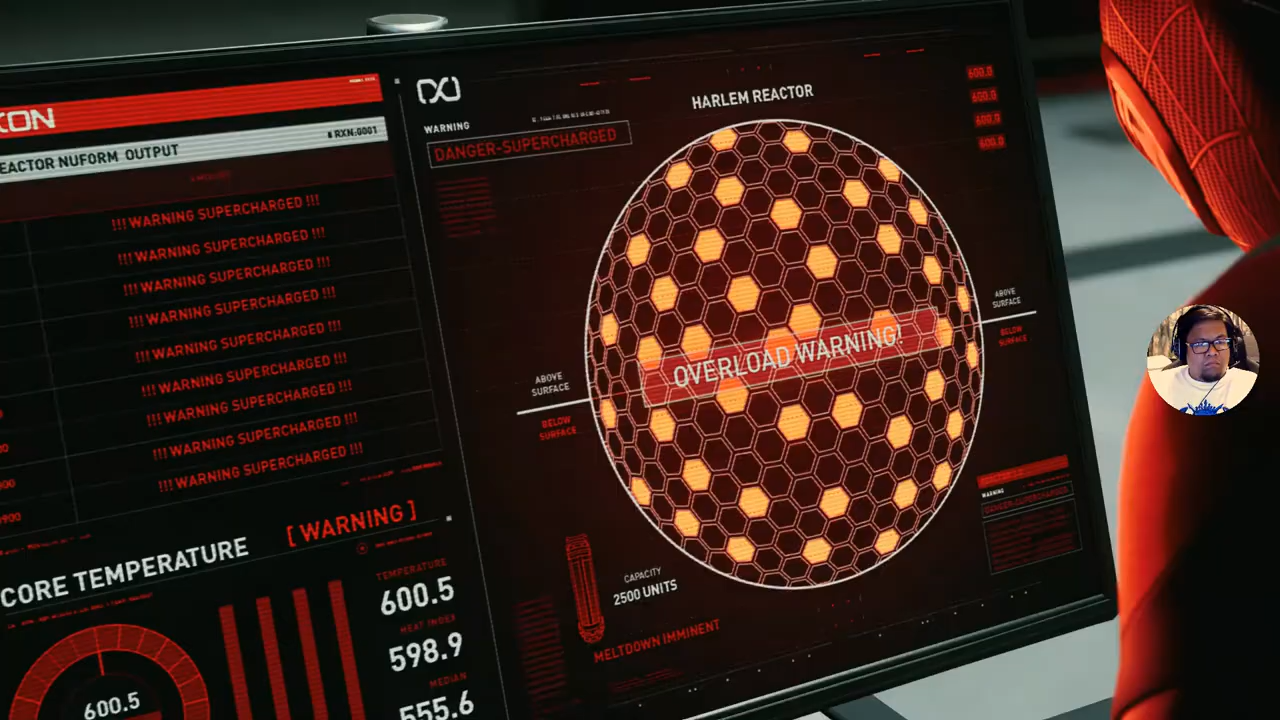 XON
RXN:0001
EACTOR NUFORM OUTPUT
!!! WARNING SUPERCHARGED !!!
!!! WARNING SUPERCHARGED !!!
!!! WARNING SUPERCHARGED !!!
!!! WARNING SUPERCHARGED !!!
!!! WARNING SUPERCHARGED !!!
!!! WARNING SUPERCHARGED !!!
!!! WARNING SUPERCHARGED !!!
!!! WARNING SUPERCHARGED !!!
!!! WARNING SUPERCHARGED !!!
CORE TEMPERATURE
[ WARNING ]
600.5
TEMPERATURE
600.5
HEAT INDEX
598.9
MEDIAN
555.6
WARNING
DANGER-SUPERCHARGED
HARLEM REACTOR
600.0
600.0
600.0
600.0
OVERLOAD WARNING!
ABOVE
SURFACE
BELOW
SURFACE
ABOVE
SURFACE
BELOW
SURFACE
CAPACITY
2500 UNITS
MELTDOWN IMMINENT
WARNING
DANGER-SUPERCHARGED